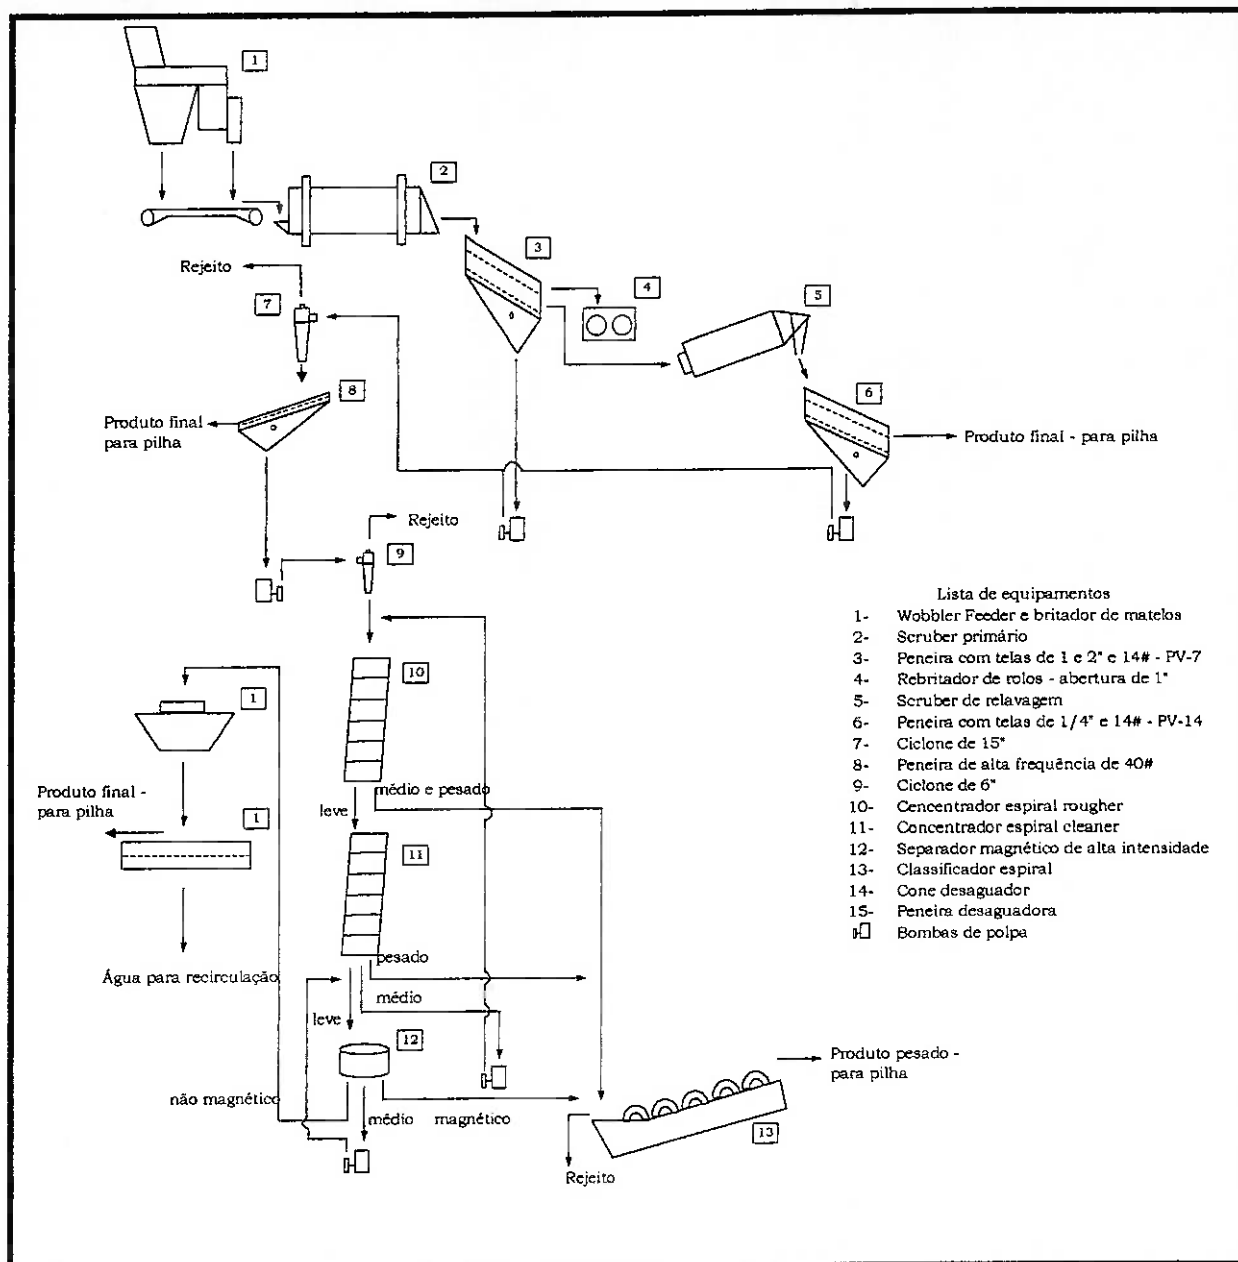 1
2
3
Rejeito
7
4
5
8
6
Produto final
para pilha
Produto final - para pilha
Rejeito
9
Lista de equipamentos
1- Wobbler Feeder e britador de matelos
2- Scruber primário
3- Peneira com telas de 1 e 2" e 14# - PV-7
4- Rebritador de rolos - abertura de 1"
5- Scruber de relavagem
6- Peneira com telas de 1/4" e 14# - PV-14
7- Ciclone de 15"
8- Peneira de alta frequência de 40#
9- Ciclone de 6"
10- Cencentrador espiral rougher
11- Concentrador espiral cleaner
12- Separador magnético de alta intensidade
13- Classificador espiral
14- Cone desaguador
15- Peneira desaguadora
Bombas de polpa
10
1
médio e pesado
Produto final -
para pilha
leve
1
11
pesado
Água para recirculação
médio
leve
12
Produto pesado -
para pilha
não magnético
médio
magnético
13
Rejeito